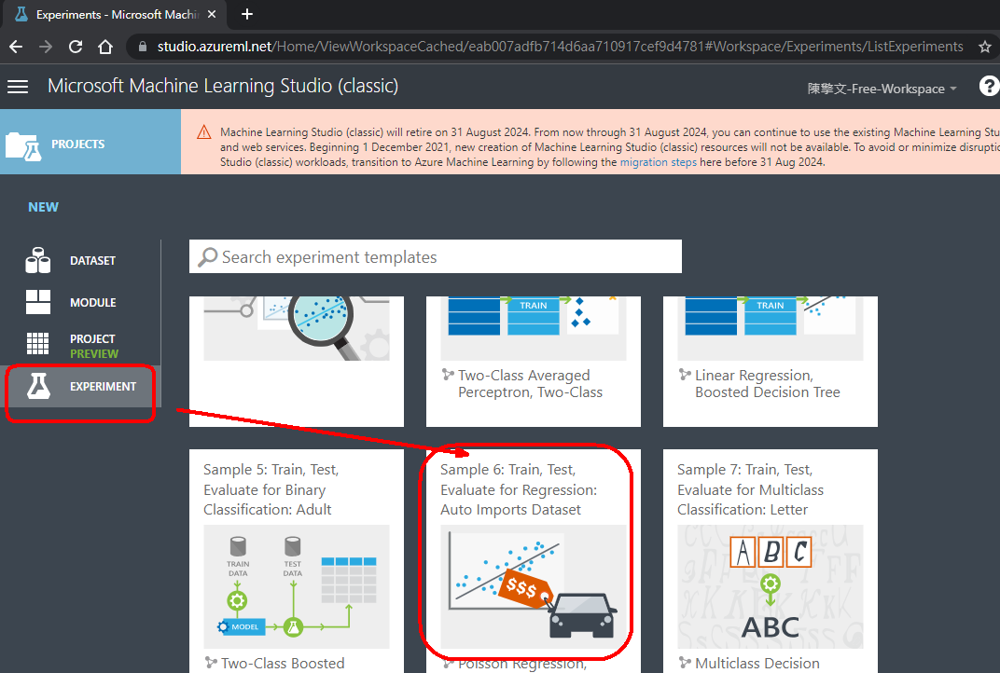 Experiments - Microsoft Machi
studio.azureml.net/Home/ViewWorkspaceCached/eab007adfb714d6aa710917cef9d4781#Workspace/Experiments/ListExperiments
Microsoft Machine Learning Studio (classic)
陳擎文-Free-Workspace
?
PROJECTS
Machine Learning Studio (classic) will retire on 31 August 2024. From now through 31 August 2024, you can continue to use the existing Machine Learning Stu
and web services. Beginning 1 December 2021, new creation of Machine Learning Studio (classic) resources will not be available. To avoid or minimize disruptio
Studio (classic) workloads, transition to Azure Machine Learning by following the migration steps here before 31 Aug 2024.
NEW
DATASET
MODULE
PROJECT
PREVIEW
EXPERIMENT
Search experiment templates
TRAIN
Two-Class Averaged
Perceptron, Two-Class
TRAIN
Linear Regression,
Boosted Decision Tree
Sample 5: Train, Test,
Evaluate for Binary
Classification: Adult
TRAIN
DATA
TEST
DATA
MODEL
Two-Class Boosted
Sample 6: Train, Test,
Evaluate for Regression:
Auto Imports Dataset
$$$
Poisson Regression,
Sample 7: Train, Test,
Evaluate for Multiclass
Classification: Letter
A B C
ABC
Multiclass Decision